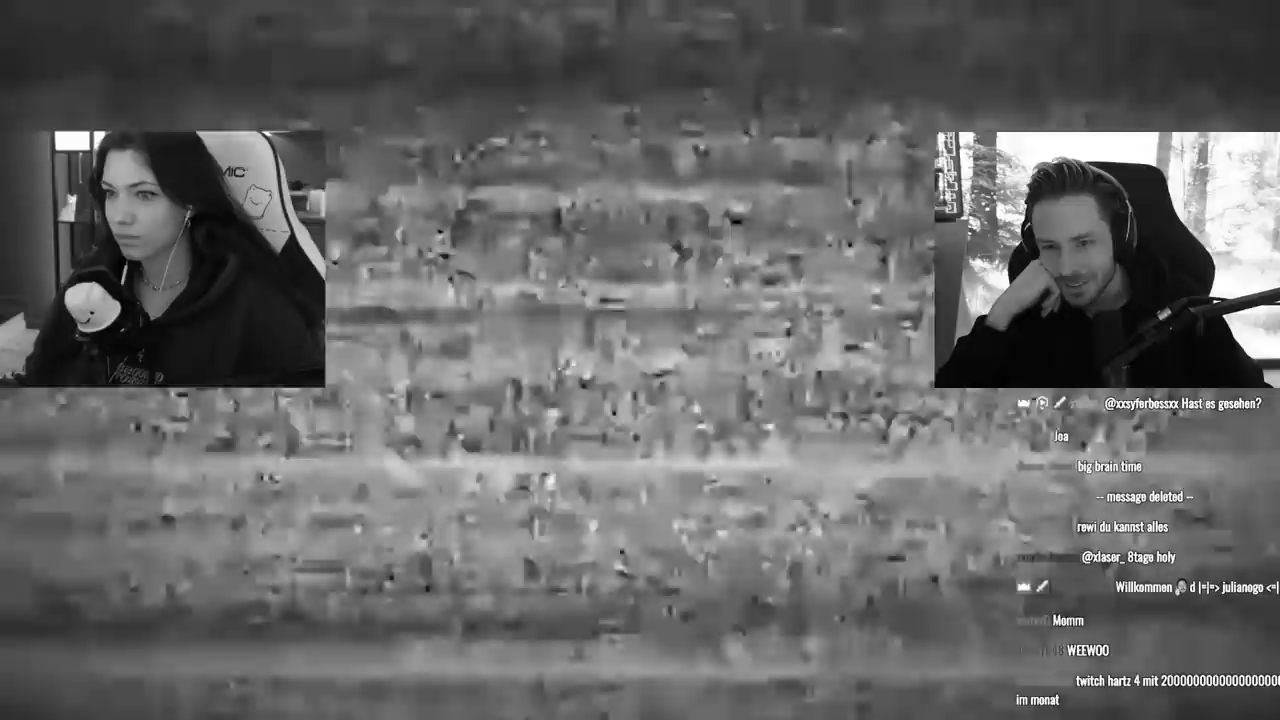 MIC
@xxsyferbossxx Hast es gesehen?
Joa
big brain time
-- message deleted --
rewi du kannst alles
@xlaser_ 8tage holy
Willkommen d |=|=> julianogo <=|
Momm
WEEWOO
twitch hartz 4 mit 20000000000000000000
im monat